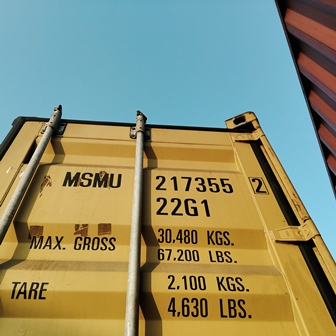 MSMU 217355 2
22G1
MAX. GROSS 30.480 KGS.
67.200 LBS.
TARE 2,100 KGS.
4,630 LBS.